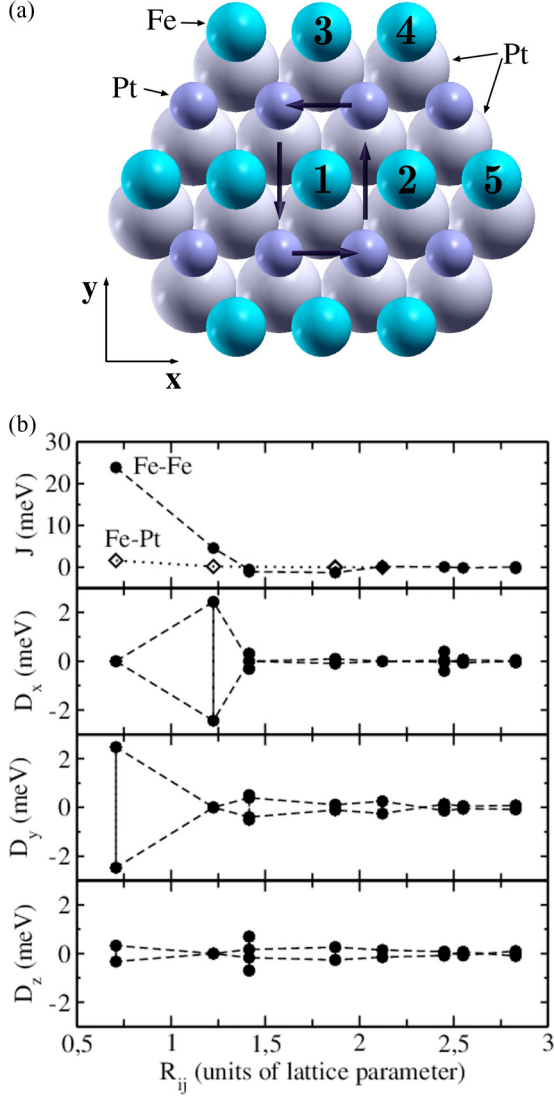 (a)
Fe
3
4
Pt
Pt
1
2
5
y
x
(b)
30
20
10
0
J (meV)
Fe-Fe
Fe-Pt
2
0
-2
D_x (meV)
2
0
-2
D_y (meV)
2
0
-2
D_z (meV)
0,5
1
1,5
2
2,5
3
R_ij (units of lattice parameter)